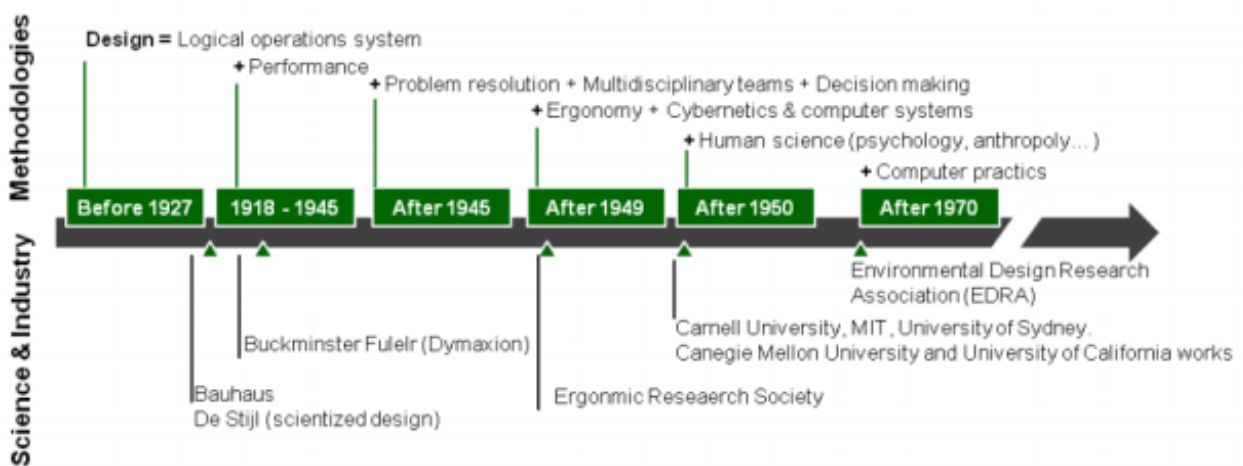 Methodologies
Design = Logical operations system
+ Performance
+ Problem resolution + Multidisciplinary teams + Decision making
+ Ergonomy + Cybernetics & computer systems
+ Human science (psychology, anthropoly... )
+ Computer practics
Before 1927
1918 - 1945
After 1945
After 1949
After 1950
After 1970
Science & Industry
Environmental Design Research
Association (EDRA)
Carnell University, MIT, University of Sydney.
Canegie Mellon University and University of California works
Buckminster Fulelr (Dymaxion)
Bauhaus
De Stijl (scientized design)
Ergonmic Reseaerch Society